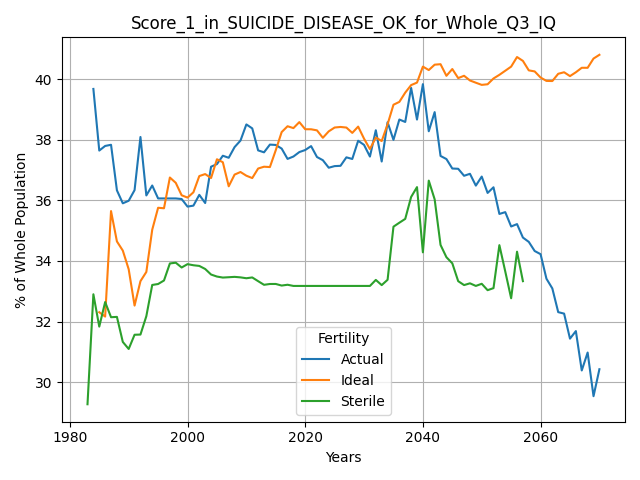 Score_1_in_SUICIDE_DISEASE_OK_for_Whole_Q3_IQ
% of Whole Population
40
38
36
34
32
30
Fertility
Actual
Ideal
Sterile
1980 2000 2020 2040 2060
Years